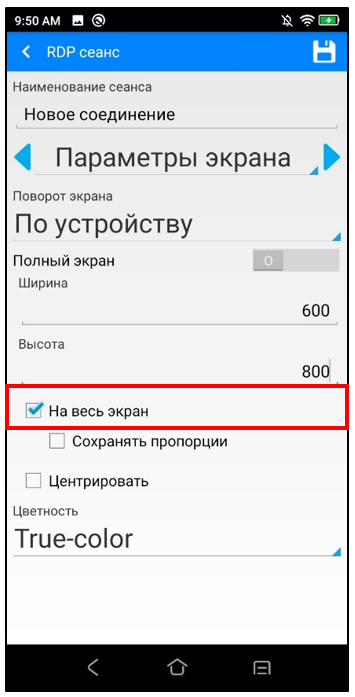 9:50 AM
RDP сеанс
Наименование сеанса
Новое соединение
Параметры экрана
Поворот экрана
По устройству
Полный экран
O
Ширина
600
Высота
800
На весь экран
Сохранять пропорции
Центрировать
Цветность
True-color